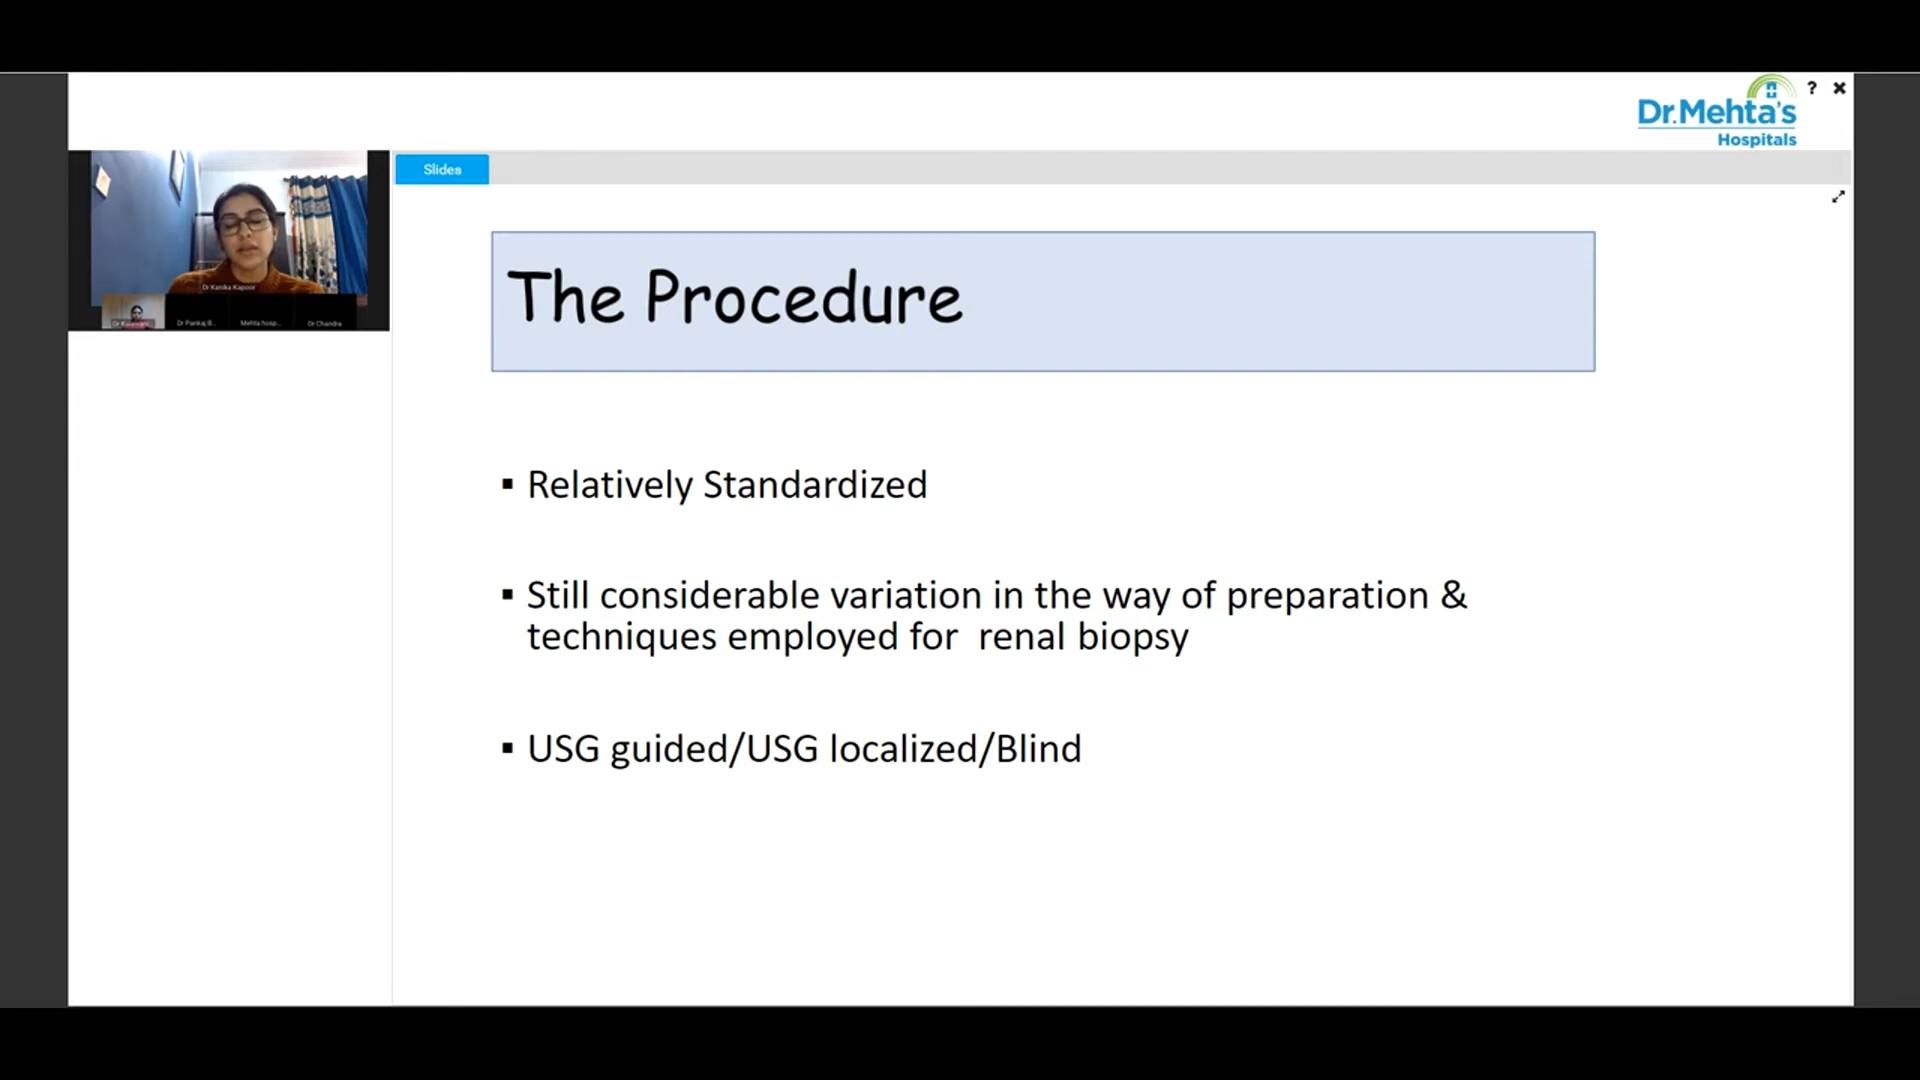 ? ✖
Dr.Mehta's
Hospitals
Slides
Dr Kanika Kapoor
Dr Pankaj B...
Mehta hosp...
Dr Chandra
The Procedure
▪ Relatively Standardized
▪ Still considerable variation in the way of preparation &
techniques employed for renal biopsy
▪ USG guided/USG localized/Blind